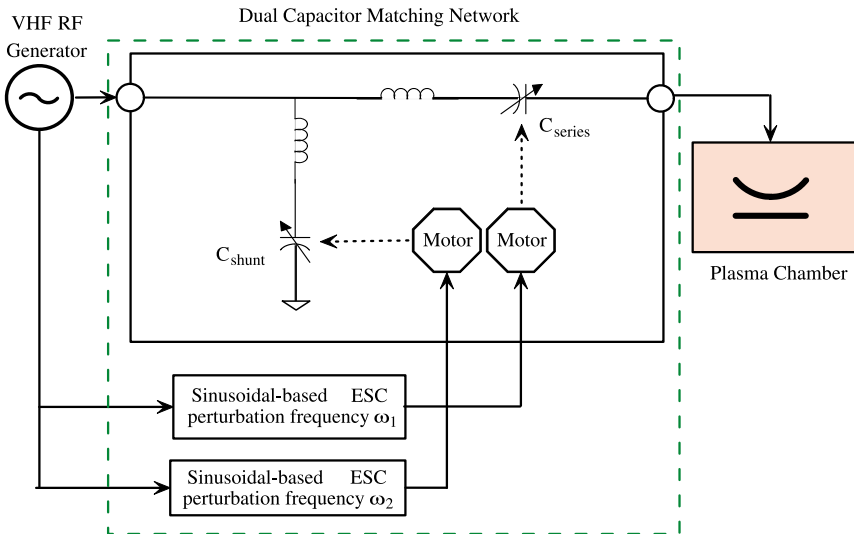 Dual Capacitor Matching Network
VHF RF
Generator
C_series
C_shunt
Motor
Motor
Plasma Chamber
Sinusoidal-based ESC
perturbation frequency ω₁
Sinusoidal-based ESC
perturbation frequency ω₂